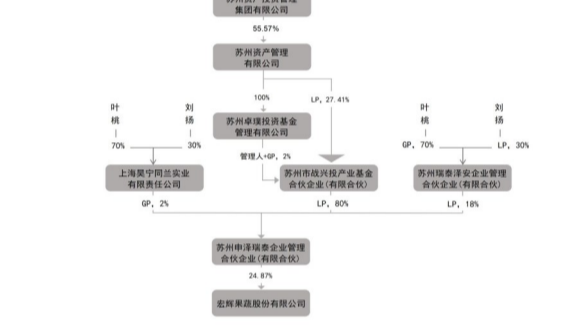 集团有限公司
55.57%
苏州资产管理
有限公司
100%
LP, 27.41%
叶
桃
刘
扬
70%
30%
苏州卓璞投资基金
管理有限公司
叶
桃
刘
扬
GP, 70%
LP, 30%
管理人+GP, 2%
上海昊宁同兰实业
有限责任公司
苏州市战兴投产业基金
合伙企业(有限合伙)
苏州瑞泰泽安企业管理
合伙企业(有限合伙)
GP, 2%
LP, 80%
LP, 18%
苏州申泽瑞泰企业管理
合伙企业(有限合伙)
24.87%
宏辉果蔬股份有限公司